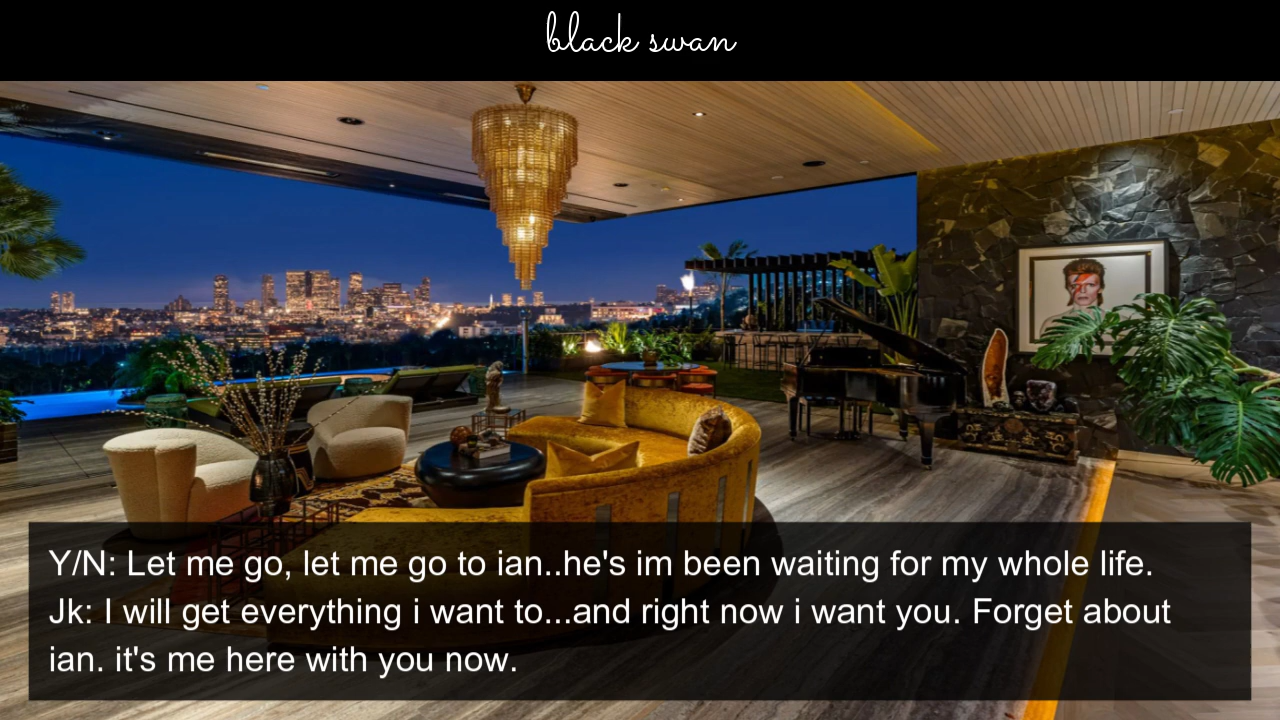 black swan
Y/N: Let me go, let me go to ian..he's im been waiting for my whole life.
Jk: I will get everything i want to...and right now i want you. Forget about
ian. it's me here with you now.